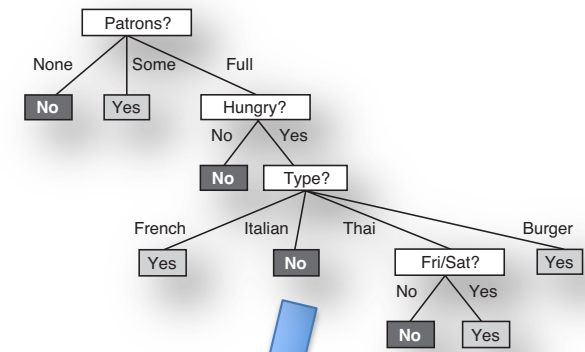 Patrons?
None Some Full
No Yes Hungry?
No Yes
No Type?
French Italian Thai Burger
Yes No Fri/Sat? Yes
No Yes
No Yes